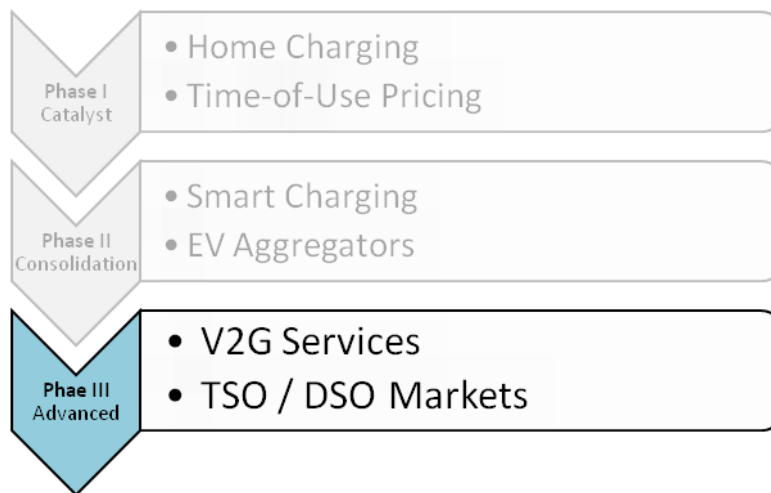 Phase I
Catalyst
• Home Charging
• Time-of-Use Pricing
Phase II
Consolidation
• Smart Charging
• EV Aggregators
Phae III
Advanced
• V2G Services
• TSO / DSO Markets